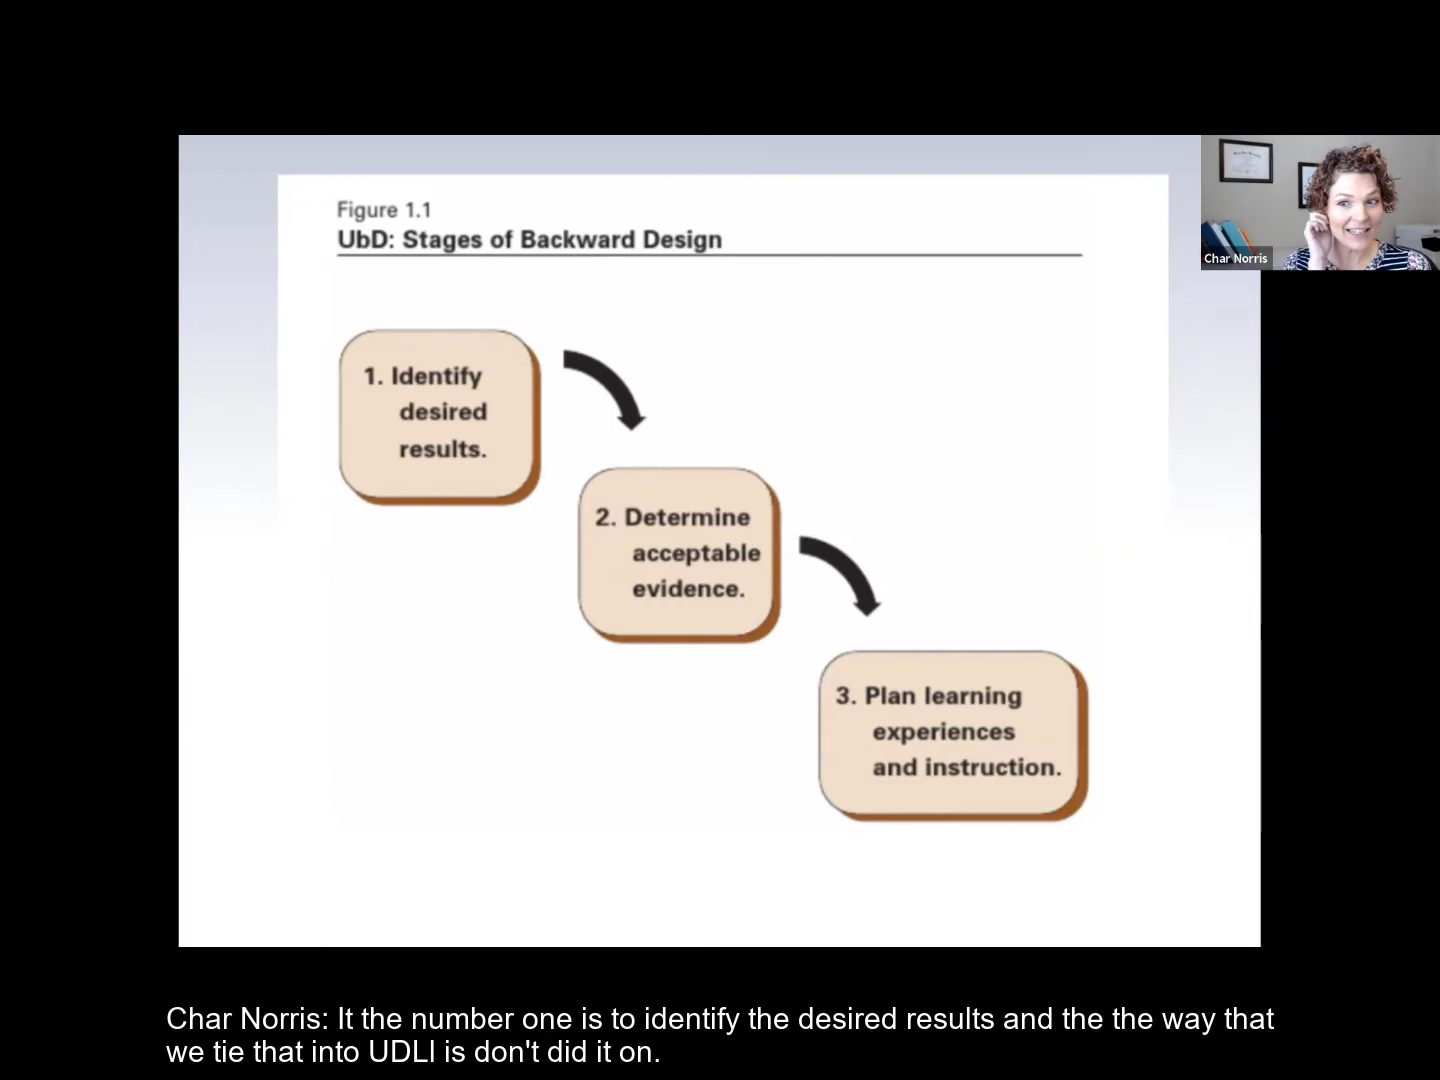 Figure 1.1
UbD: Stages of Backward Design
1. Identify
desired
results.
2. Determine
acceptable
evidence.
3. Plan learning
experiences
and instruction.
Char Norris
Char Norris: It the number one is to identify the desired results and the the way that
we tie that into UDLI is don't did it on.